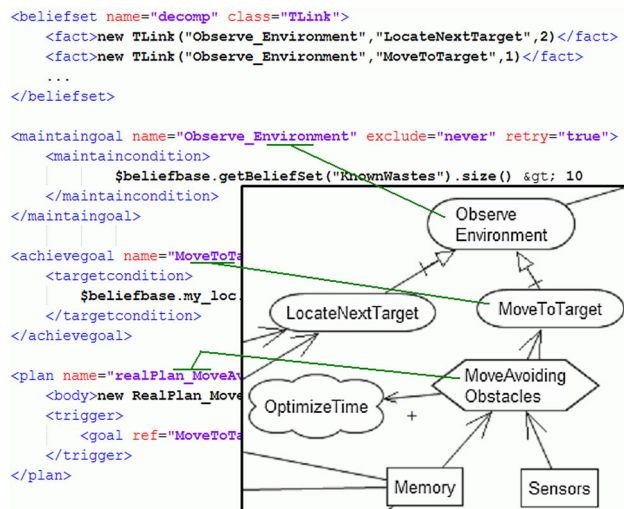 <beliefset name="decomp" class="TLink">
<fact>new TLink("Observe_Environment","LocateNextTarget",2)</fact>
<fact>new TLink("Observe_Environment","MoveToTarget",1)</fact>
...
</beliefset>
<maintaingoal name="Observe_Environment" exclude="never" retry="true">
<maintaincondition>
$beliefbase.getBeliefSet("KnownWastes").size() &gt; 10
</maintaincondition>
</maintaingoal>
<achievegoal name="MoveToTa
<targetcondition>
$beliefbase.my_loc.
</targetcondition>
</achievegoal>
<plan name="realPlan_MoveAv
<body>new RealPlan_Move
<trigger>
<goal ref="MoveToTa
</trigger>
</plan>
Observe
Environment
LocateNextTarget
MoveToTarget
MoveAvoiding
Obstacles
OptimizeTime
+
Memory
Sensors